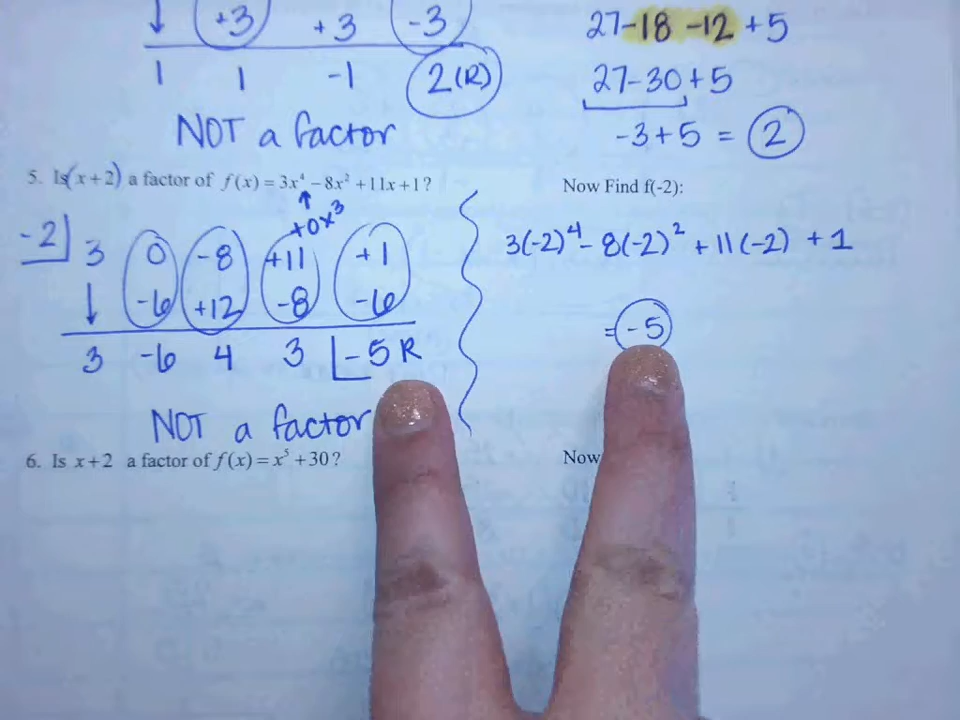 ↓ +3 +3 -3
1 1 -1 2(R)
NOT a factor
27-18 -12 +5
27-30+5
-3+5 = 2
5. Is (x+2) a factor of f(x) = 3x⁴ - 8x² + 11x + 1?
↑
+0x³
-2 3 0 -8 +11 +1
↓ -6 +12 -8 -6
3 -6 4 3 -5 R
NOT a factor
Now Find f(-2):
3(-2)⁴ - 8(-2)² + 11(-2) + 1
= -5
6. Is x+2 a factor of f(x) = x⁵ + 30?
Now